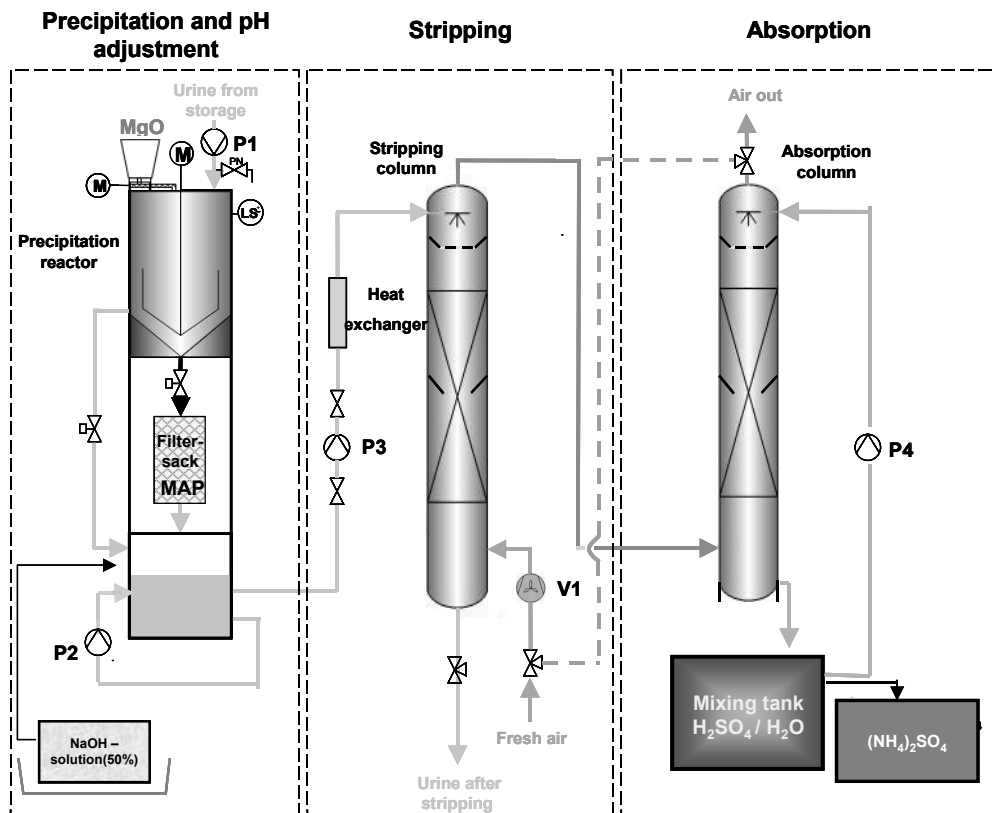 Precipitation and pH
adjustment
Stripping
Absorption
Urine from
storage
MgO
P1
PN
M
M
LS
Precipitation
reactor
Filter-
sack
MAP
P2
NaOH –
solution(50%)
Stripping
column
Heat
exchanger
P3
V1
Fresh air
Urine after
stripping
Air out
Absorption
column
P4
Mixing tank
H₂SO₄ / H₂O
(NH₄)₂SO₄